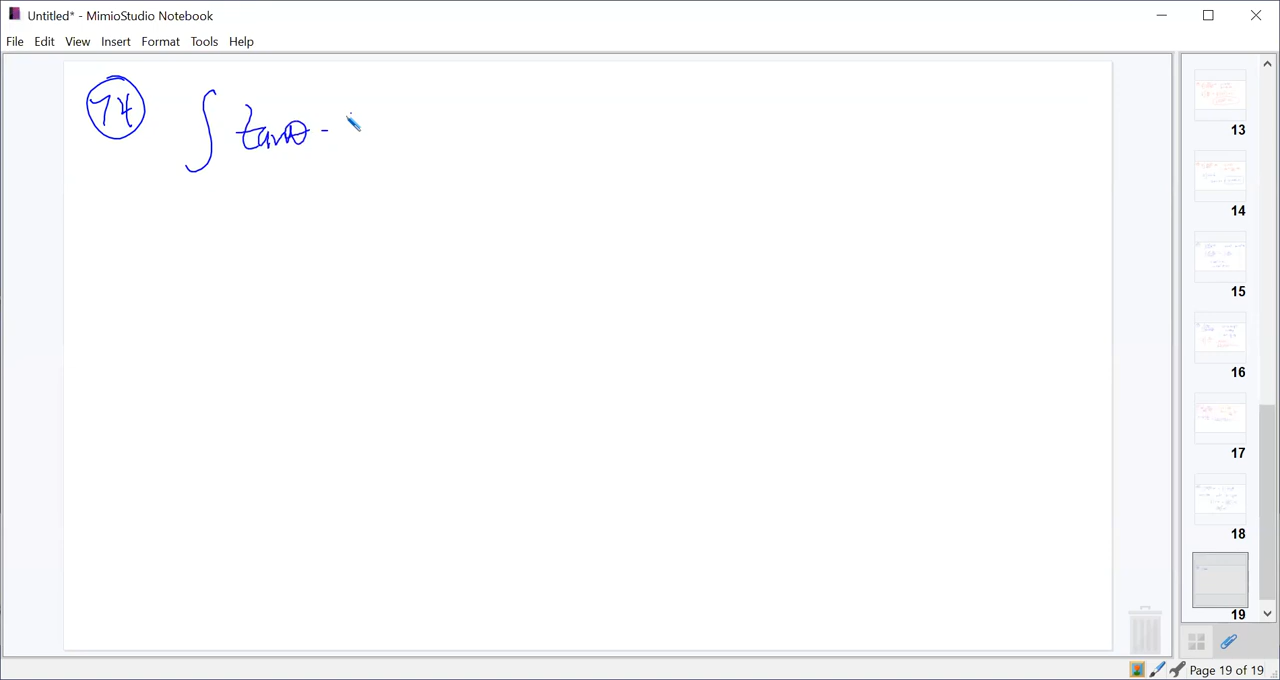 Untitled* - MimioStudio Notebook
File Edit View Insert Format Tools Help
74 ∫ tanθ -
13
14
15
16
17
18
19
Page 19 of 19